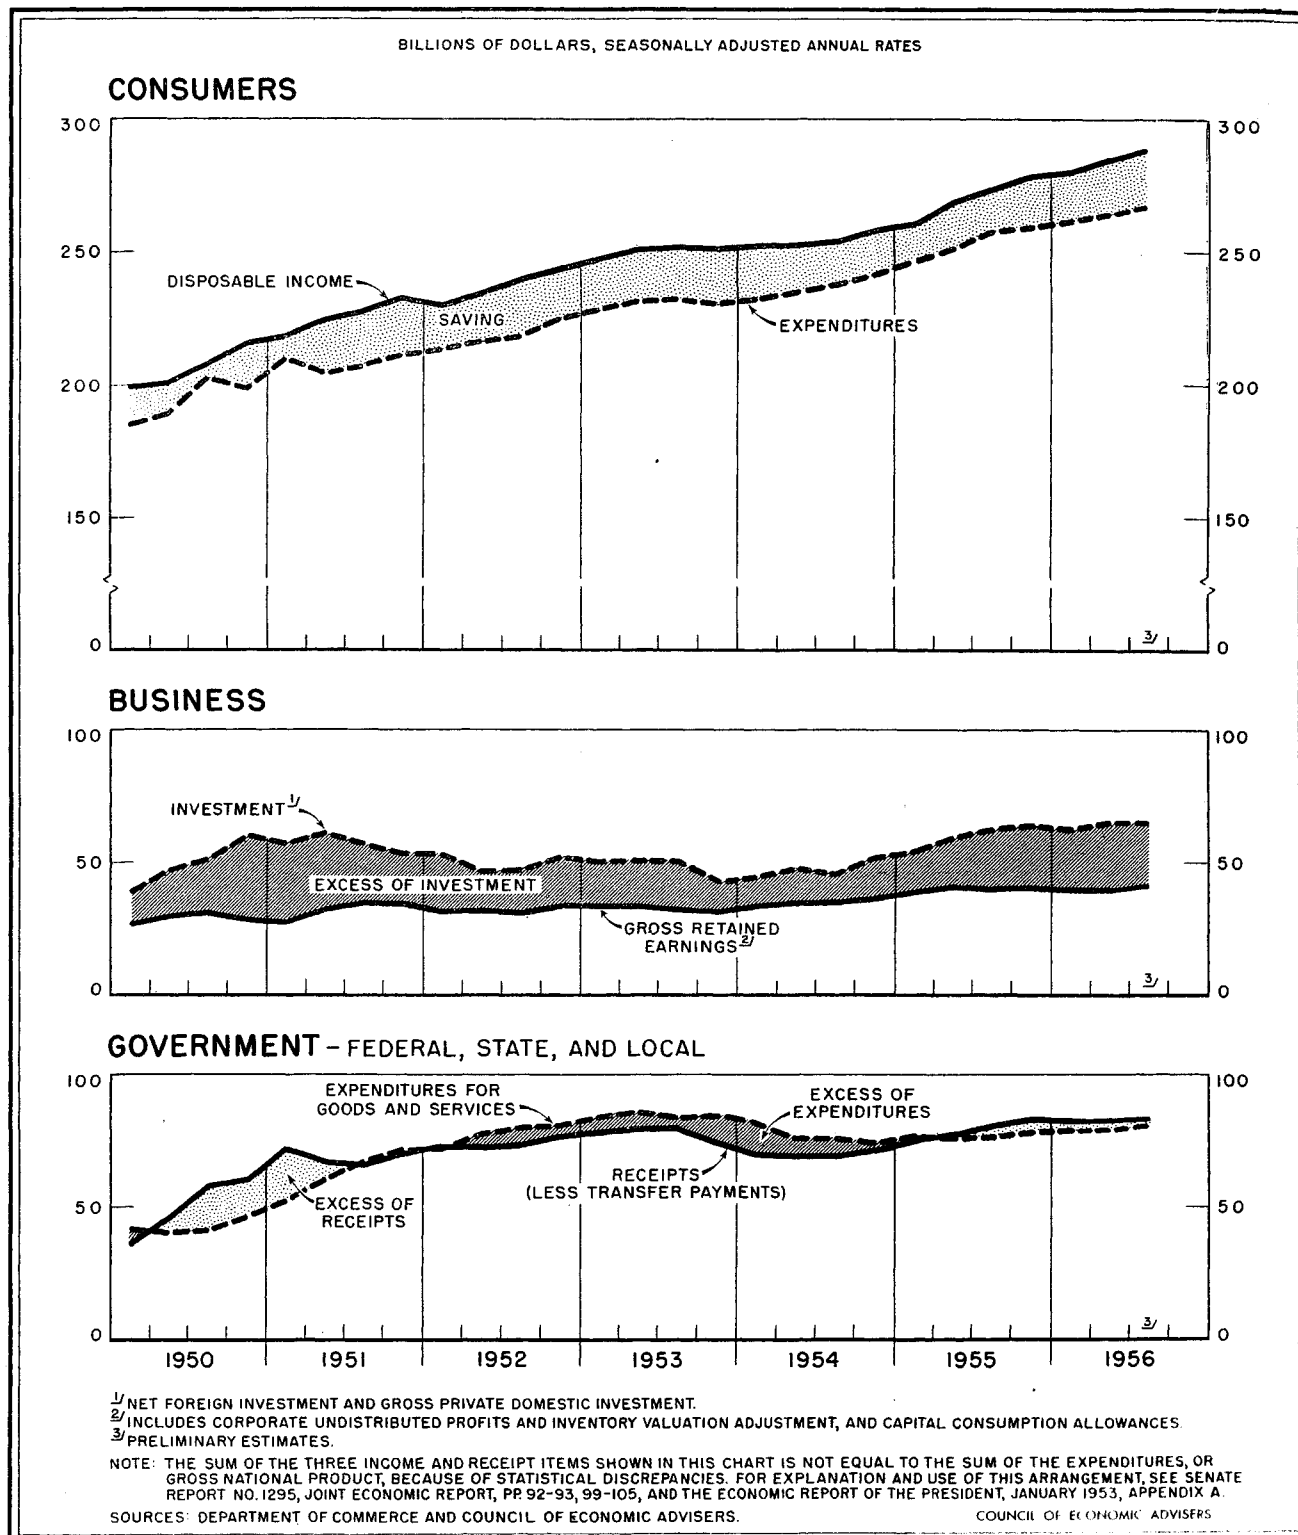 BILLIONS OF DOLLARS, SEASONALLY ADJUSTED ANNUAL RATES
CONSUMERS
300 300
250 250
DISPOSABLE INCOME
SAVING
EXPENDITURES
200 200
150 150
0 3/ 0
BUSINESS
100 100
INVESTMENT 1/
50 50
EXCESS OF INVESTMENT
GROSS RETAINED
EARNINGS 2/
0 3/ 0
GOVERNMENT – FEDERAL, STATE, AND LOCAL
100 100
EXPENDITURES FOR
GOODS AND SERVICES
EXCESS OF
EXPENDITURES
RECEIPTS
(LESS TRANSFER PAYMENTS)
EXCESS OF
RECEIPTS
50 50
0 3/ 0
1950 1951 1952 1953 1954 1955 1956
1/ NET FOREIGN INVESTMENT AND GROSS PRIVATE DOMESTIC INVESTMENT.
2/ INCLUDES CORPORATE UNDISTRIBUTED PROFITS AND INVENTORY VALUATION ADJUSTMENT, AND CAPITAL CONSUMPTION ALLOWANCES.
3/ PRELIMINARY ESTIMATES.
NOTE: THE SUM OF THE THREE INCOME AND RECEIPT ITEMS SHOWN IN THIS CHART IS NOT EQUAL TO THE SUM OF THE EXPENDITURES, OR
GROSS NATIONAL PRODUCT, BECAUSE OF STATISTICAL DISCREPANCIES. FOR EXPLANATION AND USE OF THIS ARRANGEMENT, SEE SENATE
REPORT NO. 1295, JOINT ECONOMIC REPORT, PP. 92-93, 99-105, AND THE ECONOMIC REPORT OF THE PRESIDENT, JANUARY 1953, APPENDIX A.
SOURCES: DEPARTMENT OF COMMERCE AND COUNCIL OF ECONOMIC ADVISERS.
COUNCIL OF ECONOMIC ADVISERS